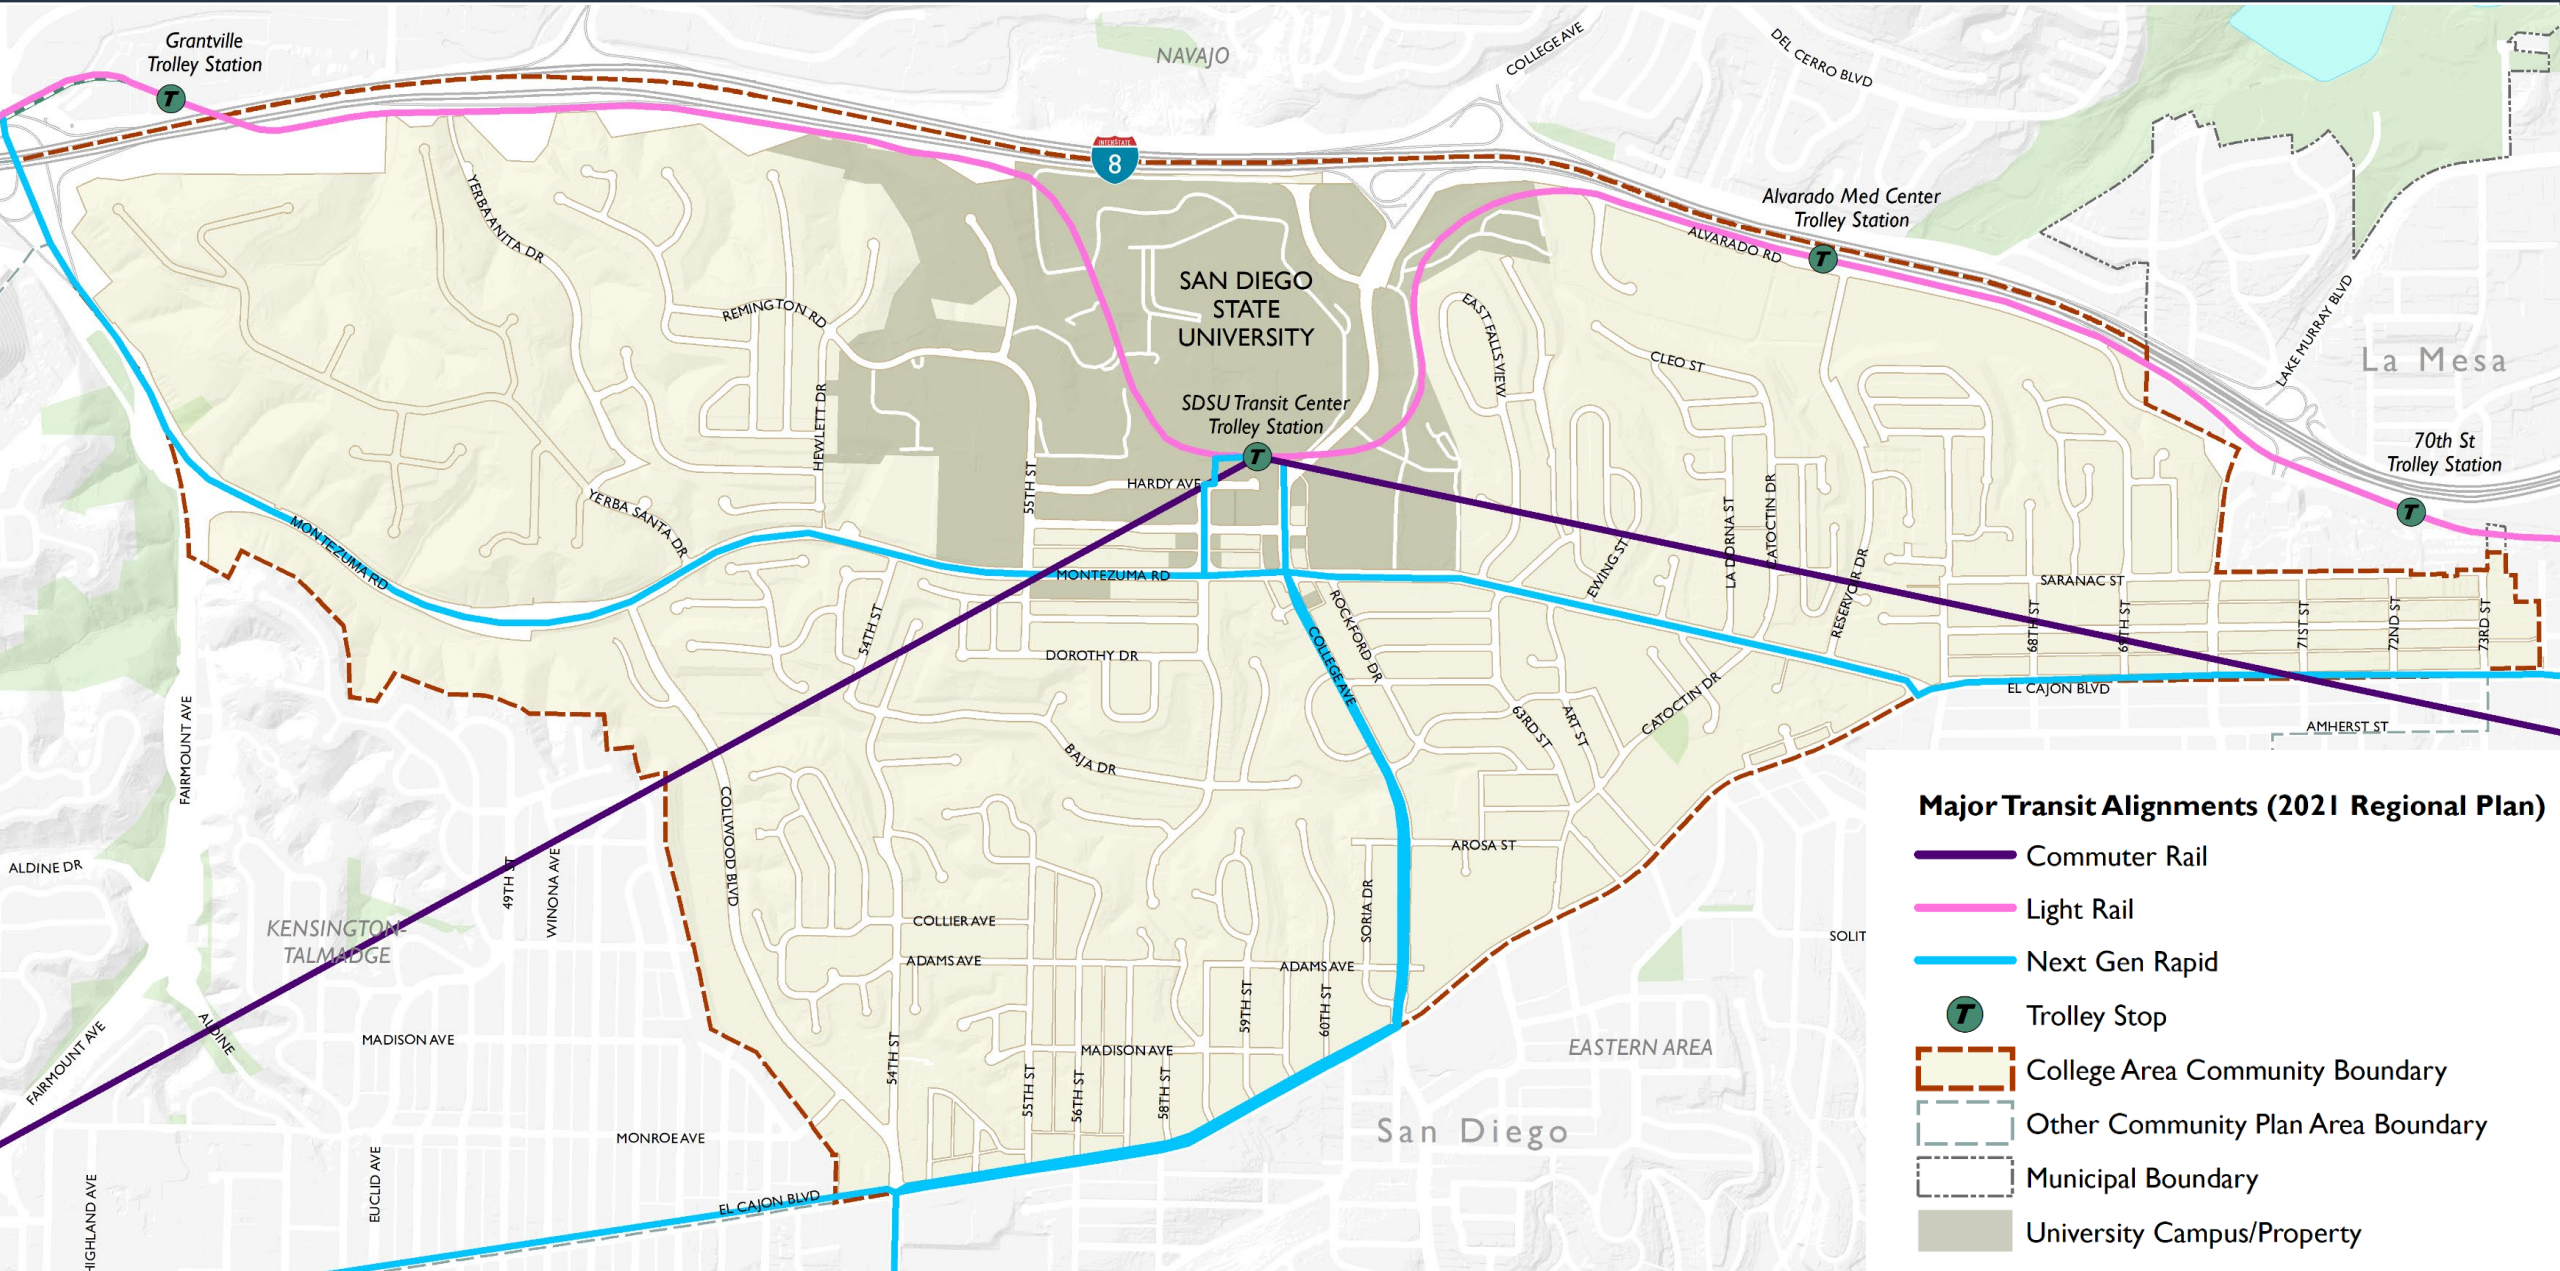 Grantville
Trolley Station
NAVAJO
COLLEGE AVE
DEL CERRO BLVD
INTERSTATE
8
YERBA ANITA DR
Alvarado Med Center
Trolley Station
ALVARADO RD
SAN DIEGO
STATE
UNIVERSITY
REMINGTON RD
EAST FALLS VIEW
LAKE MURRAY BLVD
La Mesa
CLEO ST
HEWLETT DR
SDSU Transit Center
Trolley Station
T
T
T
T
70th St
Trolley Station
HARDY AVE
55TH ST
YERBA SANTA DR
MONTEZUMA RD
MONTEZUMA RD
EWING ST
LA DORNA ST
CATOCTIN DR
RESERVOIR DR
SARANAC ST
68TH ST
69TH ST
71ST ST
72ND ST
73RD ST
54TH ST
DOROTHY DR
COLLEGE AVE
ROCKFORD DR
CATOCTIN DR
EL CAJON BLVD
AMHERST ST
63RD ST
ART ST
FAIRMOUNT AVE
BAJA DR
COLLWOOD BLVD
AROSA ST
ALDINE DR
49TH ST
WINONA AVE
KENSINGTON-
TALMADGE
COLLIER AVE
SORIA DR
SOLIT
ADAMS AVE
ADAMS AVE
59TH ST
60TH ST
FAIRMOUNT AVE
ALDINE
MADISON AVE
MADISON AVE
54TH ST
55TH ST
56TH ST
58TH ST
EASTERN AREA
San Diego
MONROE AVE
EUCLID AVE
HIGHLAND AVE
EL CAJON BLVD
Major Transit Alignments (2021 Regional Plan)
Commuter Rail
Light Rail
Next Gen Rapid
T
Trolley Stop
College Area Community Boundary
Other Community Plan Area Boundary
Municipal Boundary
University Campus/Property